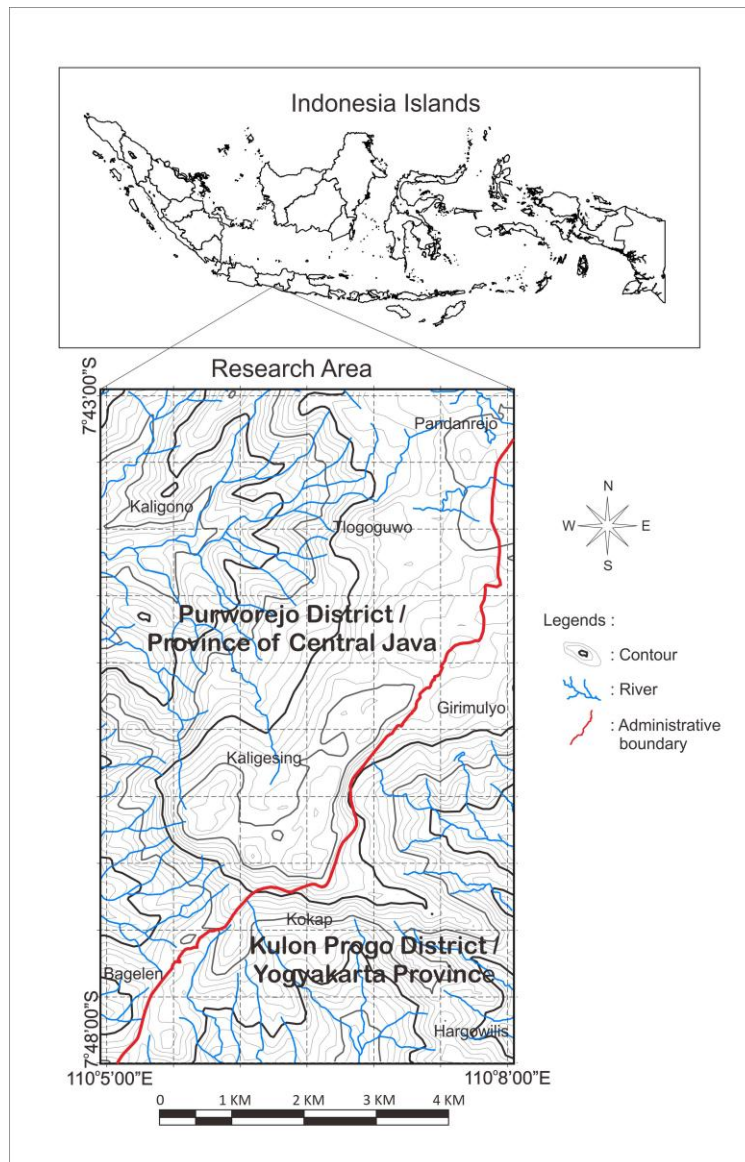 Indonesia Islands
Research Area
7°43'00"S
Pandanrejo
Kaligono
Tlogoguwo
Purworejo District /
Province of Central Java
Girimulyo
Kaligesing
Kokap
Kulon Progo District /
Yogyakarta Province
Bagelen
Hargowilis
7°48'00"S
110°5'00"E
110°8'00"E
0
1 KM
2 KM
3 KM
4 KM
N
W
E
S
Legends :
: Contour
: River
: Administrative
boundary